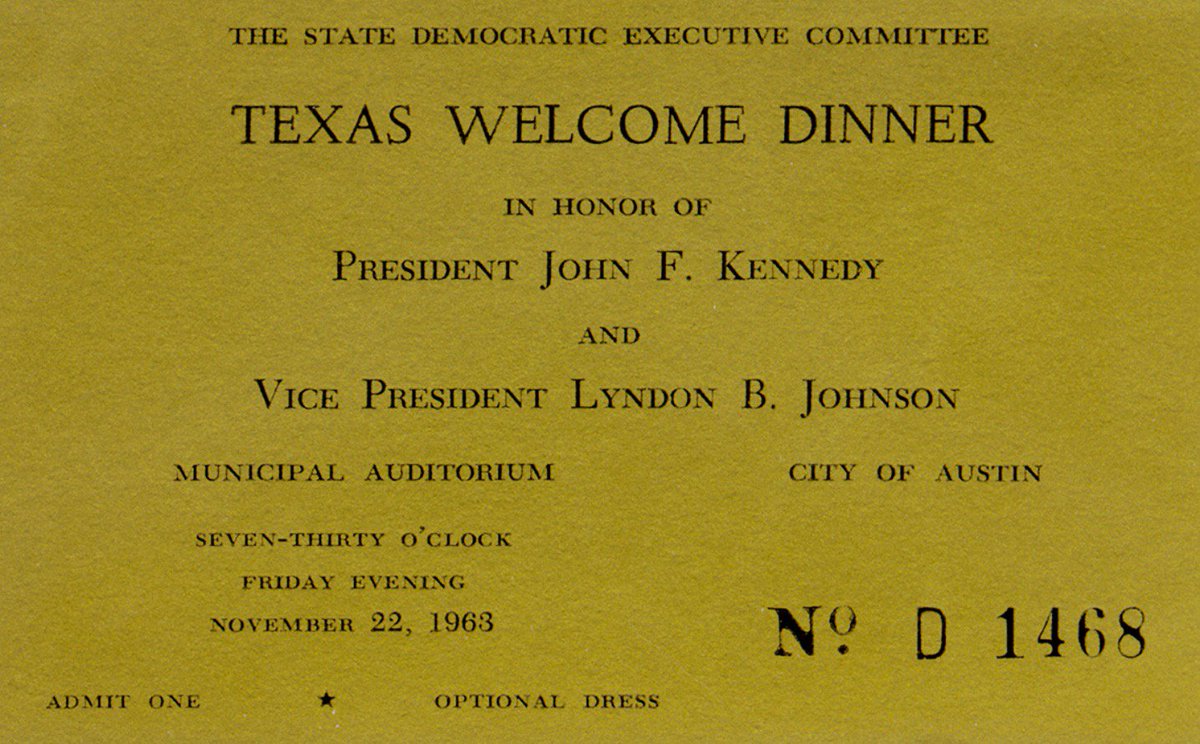 THE STATE DEMOCRATIC EXECUTIVE COMMITTEE
TEXAS WELCOME DINNER
IN HONOR OF
PRESIDENT JOHN F. KENNEDY
AND
VICE PRESIDENT LYNDON B. JOHNSON
MUNICIPAL AUDITORIUM CITY OF AUSTIN
SEVEN-THIRTY O'CLOCK
FRIDAY EVENING
NOVEMBER 22, 1963
Nº. D 1468
ADMIT ONE ★ OPTIONAL DRESS